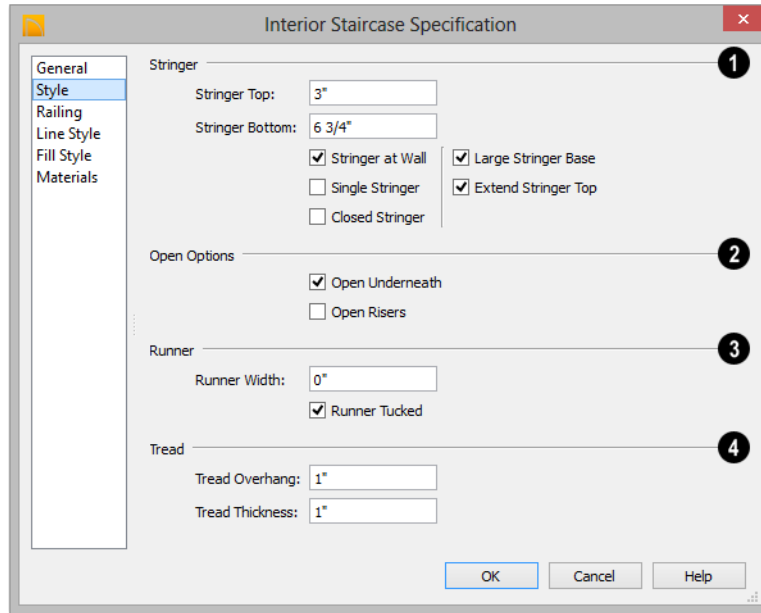 Interior Staircase Specification
×
General
Style
Railing
Line Style
Fill Style
Materials
Stringer 1
Stringer Top: 3"
Stringer Bottom: 6 3/4"
Stringer at Wall Large Stringer Base
Single Stringer Extend Stringer Top
Closed Stringer
Open Options 2
Open Underneath
Open Risers
Runner 3
Runner Width: 0"
Runner Tucked
Tread 4
Tread Overhang: 1"
Tread Thickness: 1"
OK Cancel Help